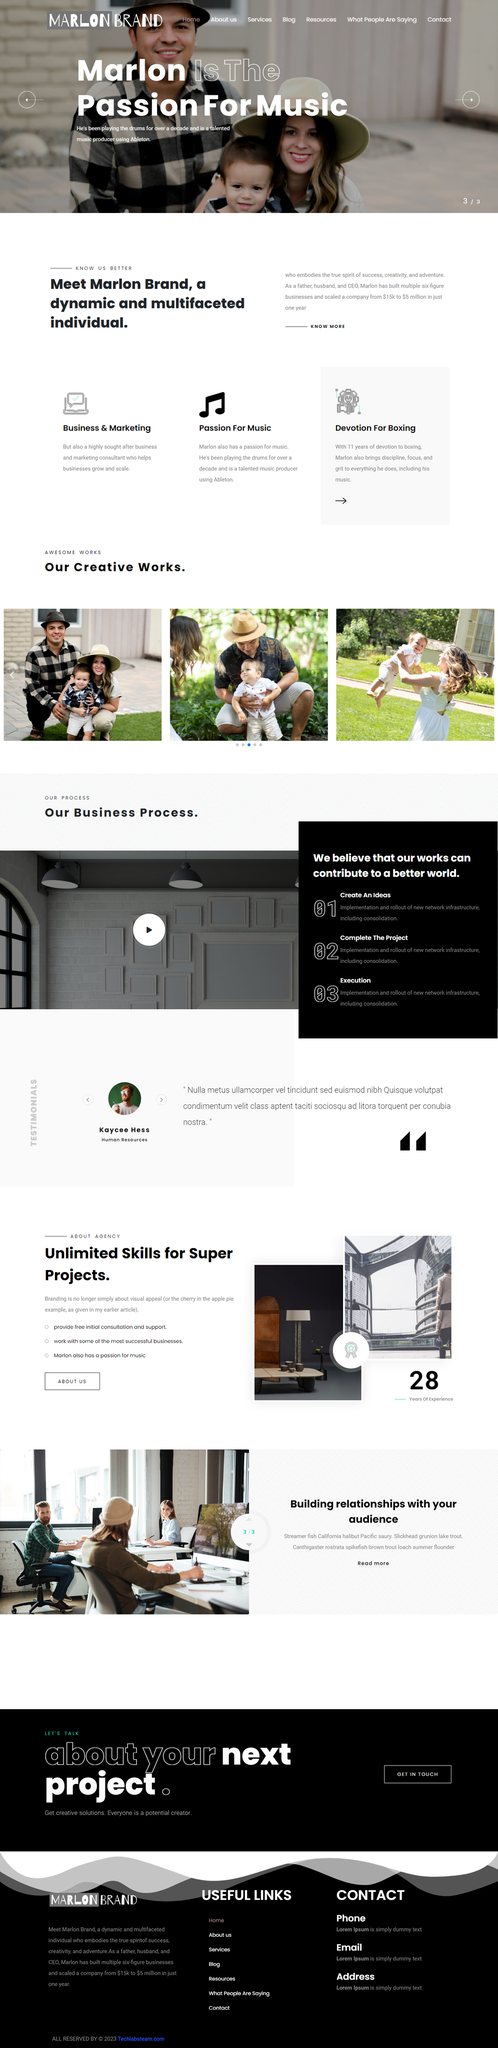 MARLON BRAND
Home About us Services Blog Resources What People Are Saying Contact
Marlon Is The
Passion For Music
He's been playing the drums for over a decade and is a talented
music producer using Ableton.
3 / 3
KNOW US BETTER
Meet Marlon Brand, a
dynamic and multifaceted
individual.
who embodies the true spirit of success, creativity, and adventure.
As a father, husband, and CEO, Marlon has built multiple six-figure
businesses and scaled a company from $15k to $5 million in just
one year
KNOW MORE
Business & Marketing
But also a highly sought after business
and marketing consultant who helps
businesses grow and scale.
Passion For Music
Marlon also has a passion for music.
He's been playing the drums for over a
decade and is a talented music producer
using Ableton.
Devotion For Boxing
With 11 years of devotion to boxing,
Marlon also brings discipline, focus, and
grit to everything he does, including his
music.
AWESOME WORKS
Our Creative Works.
OUR PROCESS
Our Business Process.
We believe that our works can
contribute to a better world.
01
Create An Ideas
Implementation and rollout of new network infrastructure,
including consolidation.
02
Complete The Project
Implementation and rollout of new network infrastructure,
including consolidation.
03
Execution
Implementation and rollout of new network infrastructure,
including consolidation.
TESTIMONIALS
Kaycee Hess
Human Resources
" Nulla metus ullamcorper vel tincidunt sed euismod nibh Quisque volutpat
condimentum velit class aptent taciti sociosqu ad litora torquent per conubia
nostra. "
ABOUT AGENCY
Unlimited Skills for Super
Projects.
Branding is no longer simply about visual appeal (or the cherry in the apple pie
example, as given in my earlier article).
provide free initial consultation and support.
work with some of the most successful businesses.
Marlon also has a passion for music
ABOUT US
28
Years Of Experience
3 / 3
Building relationships with your
audience
Streamer fish California halibut Pacific saury. Slickhead grunion lake trout.
Canthigaster rostrata spikefish brown trout loach summer flounder
Read more
LET'S TALK
about your next
project .
Get creative solutions. Everyone is a potential creator.
GET IN TOUCH
MARLON BRAND
Meet Marlon Brand, a dynamic and multifaceted
individual who embodies the true spiritof success,
creativity, and adventure.As a father, husband, and
CEO, Marlon has built multiple six-figure businesses
and scaled a company from $15k to $5 million in just
one year.
USEFUL LINKS
Home
About us
Services
Blog
Resources
What People Are Saying
Contact
CONTACT
Phone
Lorem Ipsum is simply dummy text
Email
Lorem Ipsum is simply dummy text
Address
Lorem Ipsum is simply dummy text
ALL RESERVED BY © 2023 Techlabsteam.com